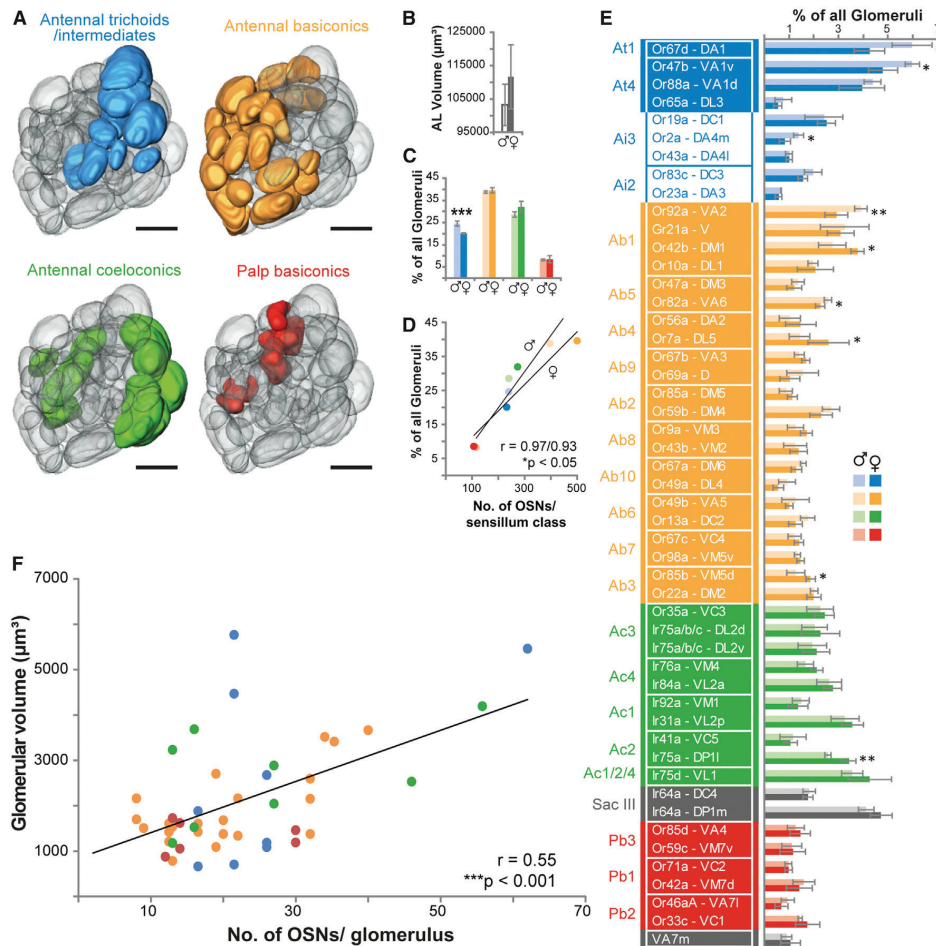 A
Antennal trichoids
/intermediates
Antennal basiconics
Antennal coeloconics
Palp basiconics
B
AL Volume (μm³)
125000
115000
105000
95000
♂♀
C
% of all Glomeruli
45
35
25
15
5
***
♂♀ ♂♀ ♂♀ ♂♀
D
% of all Glomeruli
45
35
25
15
5
♂
♀
r = 0.97/0.93
*p < 0.05
100 300 500
No. of OSNs/
sensillum class
E
% of all Glomeruli
1 3 5
At1
Or67d - DA1
At4
Or47b - VA1v *
Or88a - VA1d
Or65a - DL3
Ai3
Or19a - DC1
Or2a - DA4m *
Or43a - DA4l
Ai2
Or83c - DC3
Or23a - DA3
Ab1
Or92a - VA2 **
Gr21a - V
Or42b - DM1 *
Or10a - DL1
Ab5
Or47a - DM3
Or82a - VA6 *
Ab4
Or56a - DA2
Or7a - DL5 *
Ab9
Or67b - VA3
Or69a - D
Ab2
Or85a - DM5
Or59b - DM4
Ab8
Or9a - VM3
Or43b - VM2
Ab10
Or67a - DM6
Or49a - DL4
Ab6
Or49b - VA5
Or13a - DC2
Ab7
Or67c - VC4
Or98a - VM5v
Ab3
Or85b - VM5d *
Or22a - DM2
Ac3
Or35a - VC3
Ir75a/b/c - DL2d
Ir75a/b/c - DL2v
Ac4
Ir76a - VM4
Ir84a - VL2a
Ac1
Ir92a - VM1
Ir31a - VL2p
Ac2
Ir41a - VC5
Ir75a - DP1l **
Ac1/2/4
Ir75d - VL1
Sac III
Ir64a - DC4
Ir64a - DP1m
Pb3
Or85d - VA4
Or59c - VM7v
Pb1
Or71a - VC2
Or42a - VM7d
Pb2
Or46aA - VA7l
Or33c - VC1
VA7m
♂♀
F
Glomerular volume (μm³)
7000
5000
3000
1000
r = 0.55
***p < 0.001
10 30 50 70
No. of OSNs/ glomerulus